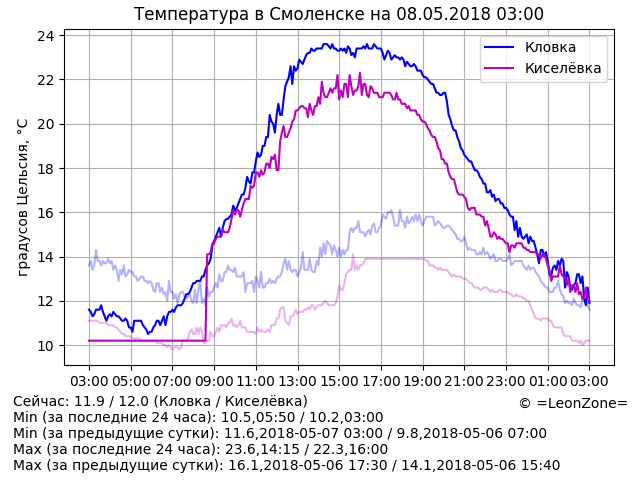 Температура в Смоленске на 08.05.2018 03:00
24
22
20
18
16
14
12
10
градусов Цельсия, °C
Кловка
Киселёвка
03:00 05:00 07:00 09:00 11:00 13:00 15:00 17:00 19:00 21:00 23:00 01:00 03:00
Сейчас: 11.9 / 12.0 (Кловка / Киселёвка)
© =LeonZone=
Min (за последние 24 часа): 10.5,05:50 / 10.2,03:00
Min (за предыдущие сутки): 11.6,2018-05-07 03:00 / 9.8,2018-05-06 07:00
Max (за последние 24 часа): 23.6,14:15 / 22.3,16:00
Max (за предыдущие сутки): 16.1,2018-05-06 17:30 / 14.1,2018-05-06 15:40